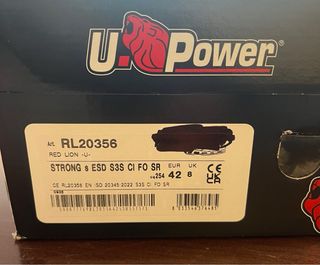 U.Power®
Art. RL20356
RED LION -U-
STRONG s ESD S3S CI FO SR
EUR UK
254 42 8
CE RL20356 EN ISO 20345:2022 S3S CI FO SR
CE
UK
CA